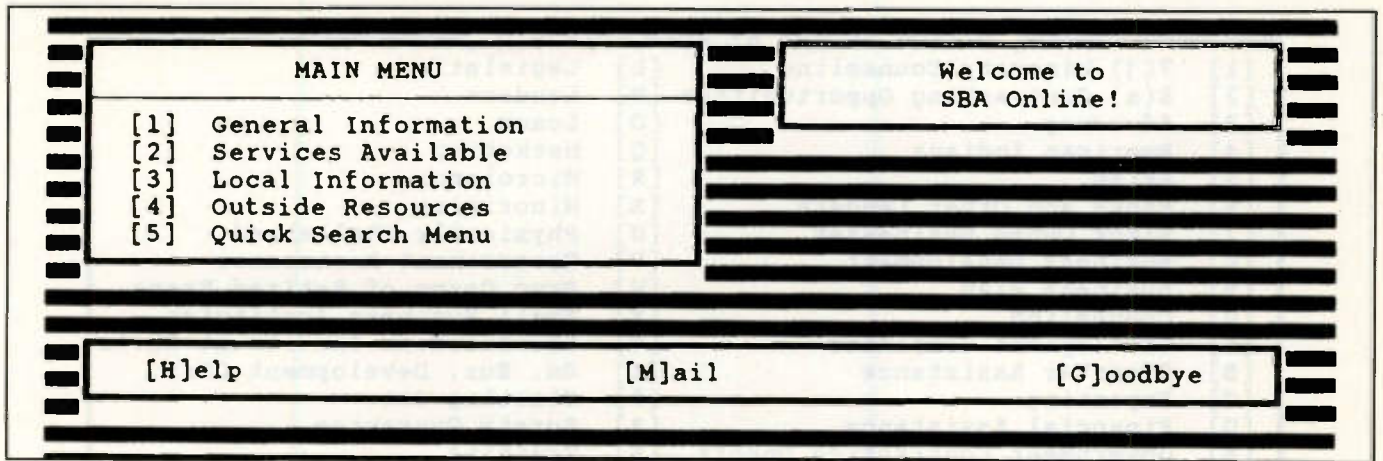 MAIN MENU
[1] General Information
[2] Services Available
[3] Local Information
[4] Outside Resources
[5] Quick Search Menu
Welcome to
SBA Online!
[H]elp [M]ail [G]oodbye